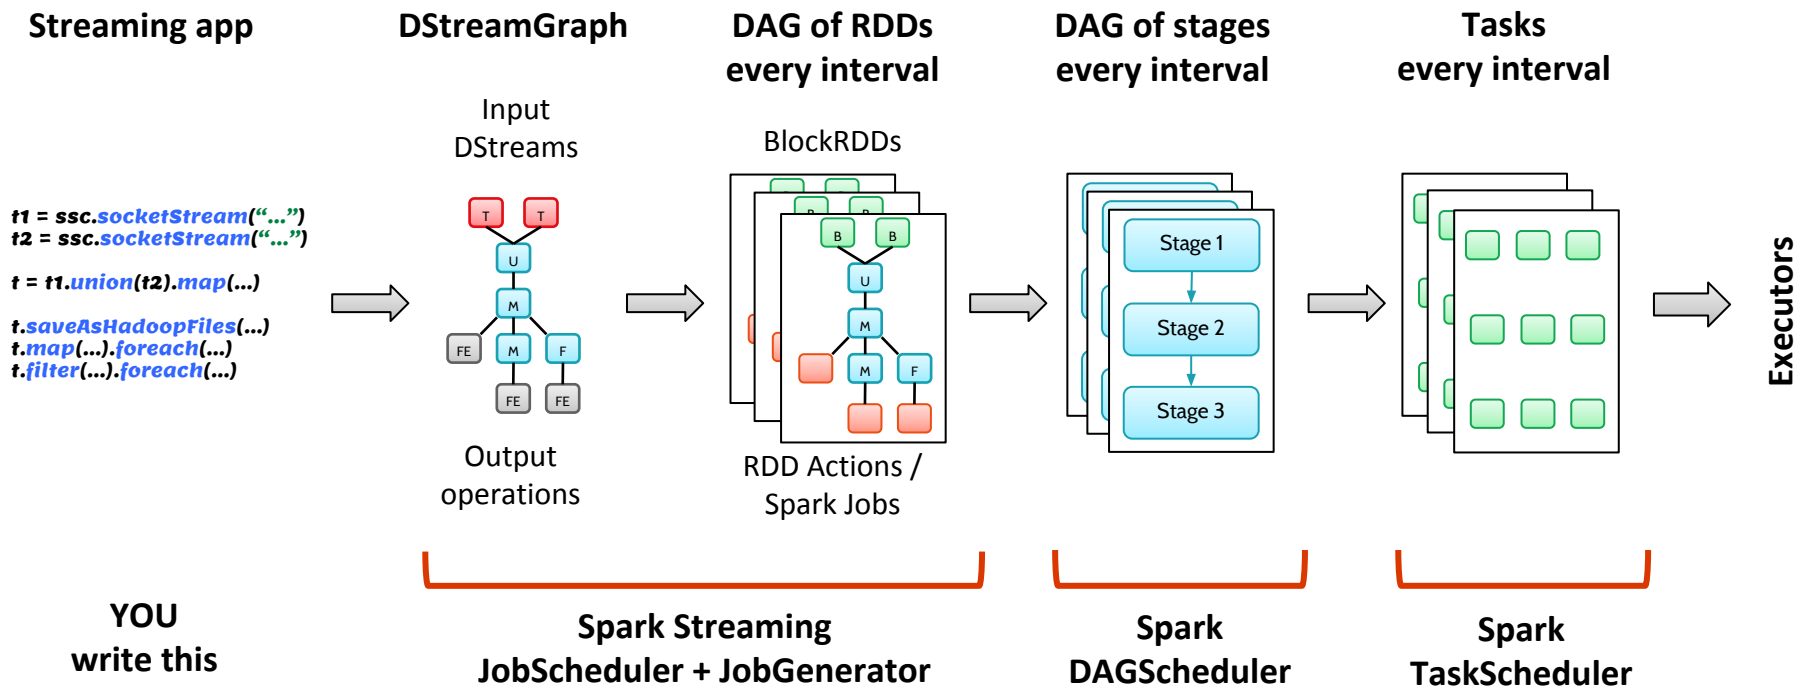 Streaming app
DStreamGraph
DAG of RDDs
every interval
DAG of stages
every interval
Tasks
every interval
t1 = ssc.socketStream(“…”)
t2 = ssc.socketStream(“…”)
t = t1.union(t2).map(…)
t.saveAsHadoopFiles(…)
t.map(…).foreach(…)
t.filter(…).foreach(…)
Input
DStreams
T T
U
M
FE M F
FE FE
Output
operations
BlockRDDs
B B
B B
U
M
M F
RDD Actions /
Spark Jobs
Stage 1
Stage 2
Stage 3
Executors
YOU
write this
Spark Streaming
JobScheduler + JobGenerator
Spark
DAGScheduler
Spark
TaskScheduler